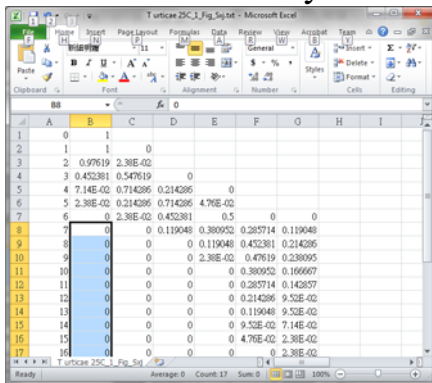 T urticae 25C_1_Fig_Sxj.txt - Microsoft Excel
1 2
File Home Insert Page Layout Formulas Data Review View Acrobat Team
F H N P M A R W B Y
Paste 新細明體 11 General Styles Insert Σ
B I U A A $ % , Delete
Format
Clipboard Font Alignment Number Cells Editing
B8 fx 0
A B C D E F G H I
1 0 1
2 1 1 0
3 2 0.97619 2.38E-02
4 3 0.452381 0.547619 0
5 4 7.14E-02 0.714286 0.214286 0
6 5 2.38E-02 0.214286 0.714286 4.76E-02
7 6 0 2.38E-02 0.452381 0.5 0 0
8 7 0 0 0.119048 0.380952 0.285714 0.119048
9 8 0 0 0 0.119048 0.452381 0.214286
10 9 0 0 0 2.38E-02 0.47619 0.238095
11 10 0 0 0 0 0.380952 0.166667
12 11 0 0 0 0 0.285714 0.142857
13 12 0 0 0 0 0.214286 9.52E-02
14 13 0 0 0 0 0.119048 9.52E-02
15 14 0 0 0 0 9.52E-02 7.14E-02
16 15 0 0 0 0 4.76E-02 2.38E-02
17 16 0 0 0 0 0 2.38E-02
T urticae 25C_1_Fig_Sxj
Ready Average: 0 Count: 17 Sum: 0 100%